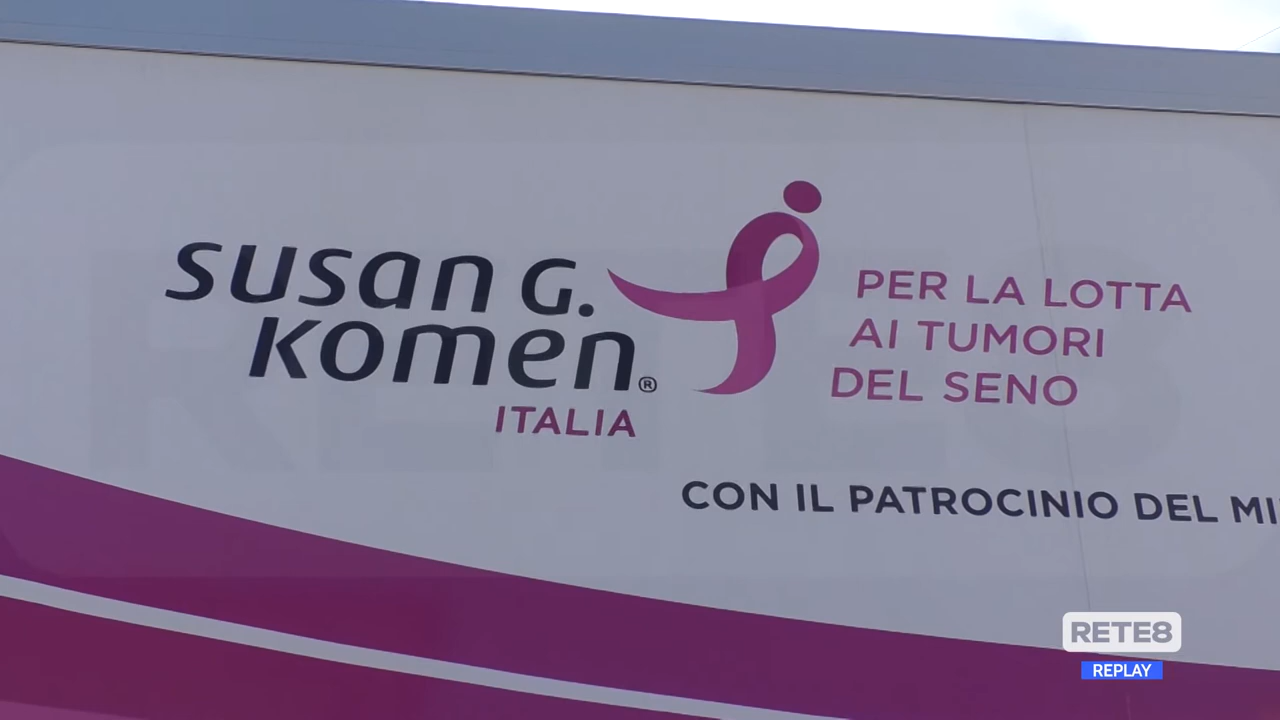 susan G.
komen®
ITALIA
PER LA LOTTA
AI TUMORI
DEL SENO
CON IL PATROCINIO DEL
RETE8
REPLAY